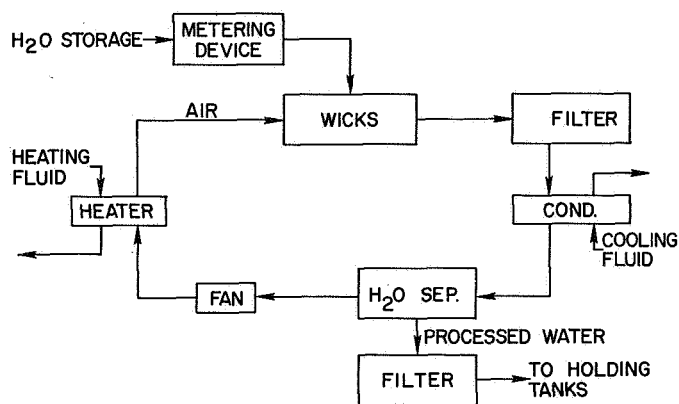 H2O STORAGE
METERING
DEVICE
AIR
WICKS
FILTER
HEATING
FLUID
HEATER
COND.
COOLING
FLUID
FAN
H2O SEP.
PROCESSED WATER
FILTER
TO HOLDING
TANKS